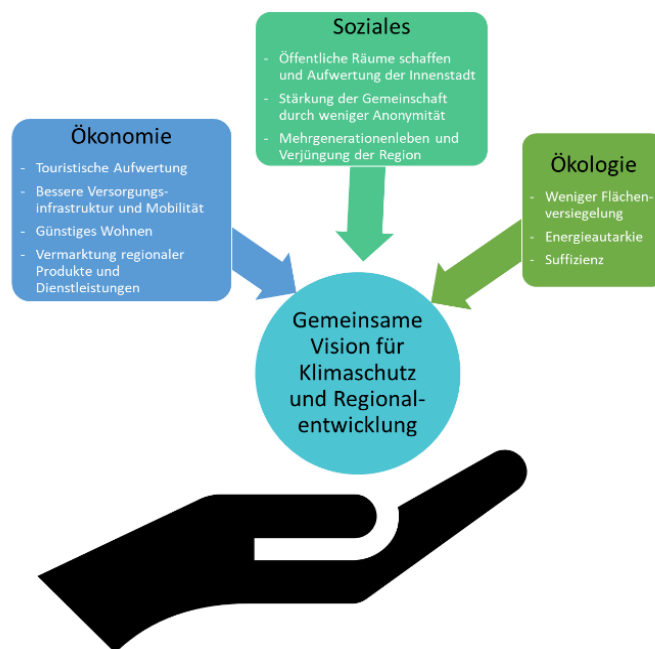 Soziales
- Öffentliche Räume schaffen
und Aufwertung der Innenstadt
- Stärkung der Gemeinschaft
durch weniger Anonymität
- Mehrgenerationenleben und
Verjüngung der Region
Ökonomie
- Touristische Aufwertung
- Bessere Versorgungs-
infrastruktur und Mobilität
- Günstiges Wohnen
- Vermarktung regionaler
Produkte und
Dienstleistungen
Ökologie
- Weniger Flächen-
versiegelung
- Energieautarkie
- Suffizienz
Gemeinsame
Vision für
Klimaschutz
und Regional-
entwicklung